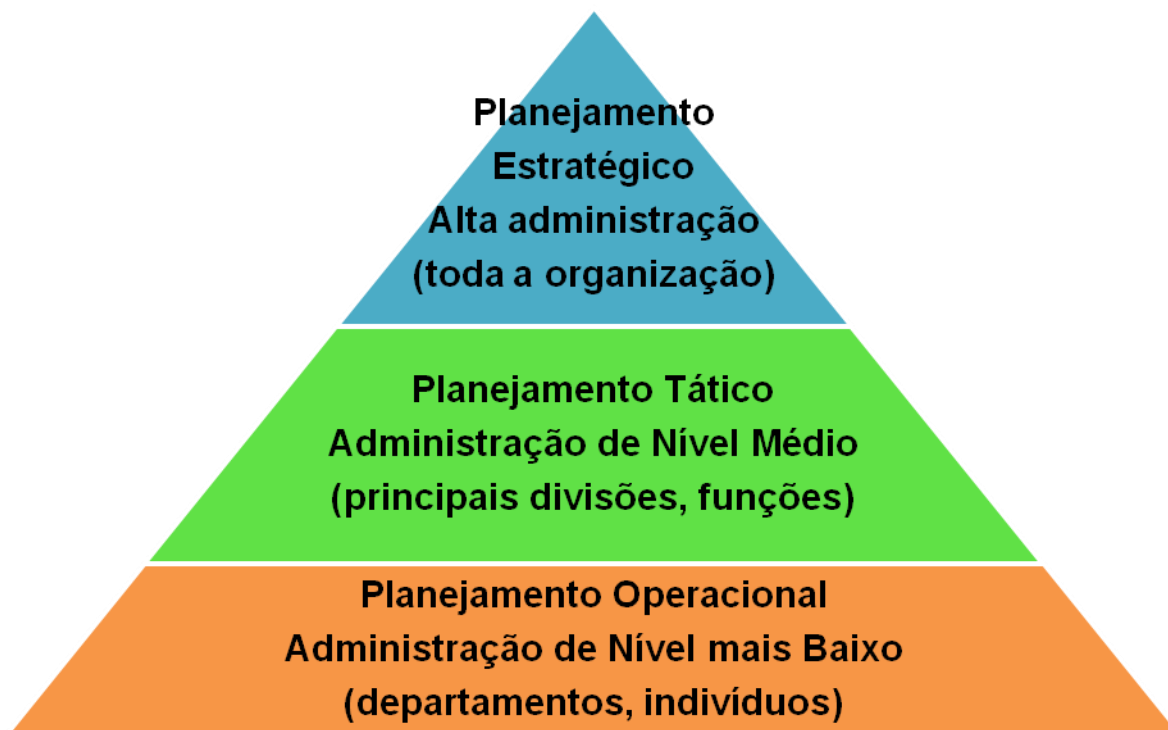 Planejamento
Estratégico
Alta administração
(toda a organização)
Planejamento Tático
Administração de Nível Médio
(principais divisões, funções)
Planejamento Operacional
Administração de Nível mais Baixo
(departamentos, indivíduos)